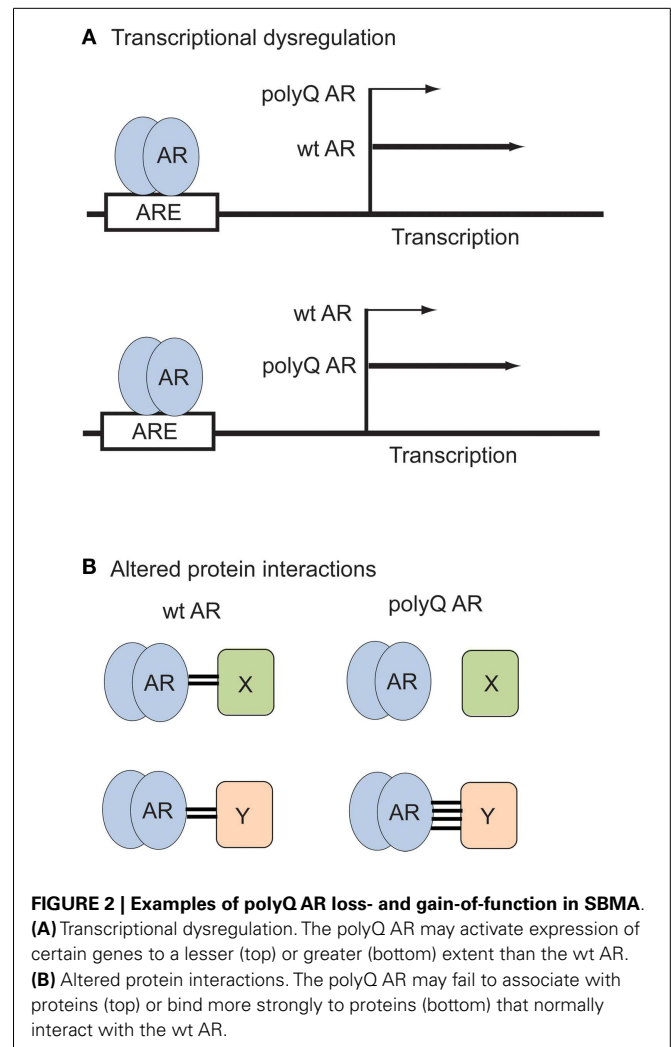 A Transcriptional dysregulation
polyQ AR
wt AR
AR
ARE
Transcription
wt AR
polyQ AR
AR
ARE
Transcription
B Altered protein interactions
wt AR
polyQ AR
AR
X
AR
X
AR
Y
AR
Y
FIGURE 2 | Examples of polyQ AR loss- and gain-of-function in SBMA.
(A) Transcriptional dysregulation. The polyQ AR may activate expression of
certain genes to a lesser (top) or greater (bottom) extent than the wt AR.
(B) Altered protein interactions. The polyQ AR may fail to associate with
proteins (top) or bind more strongly to proteins (bottom) that normally
interact with the wt AR.